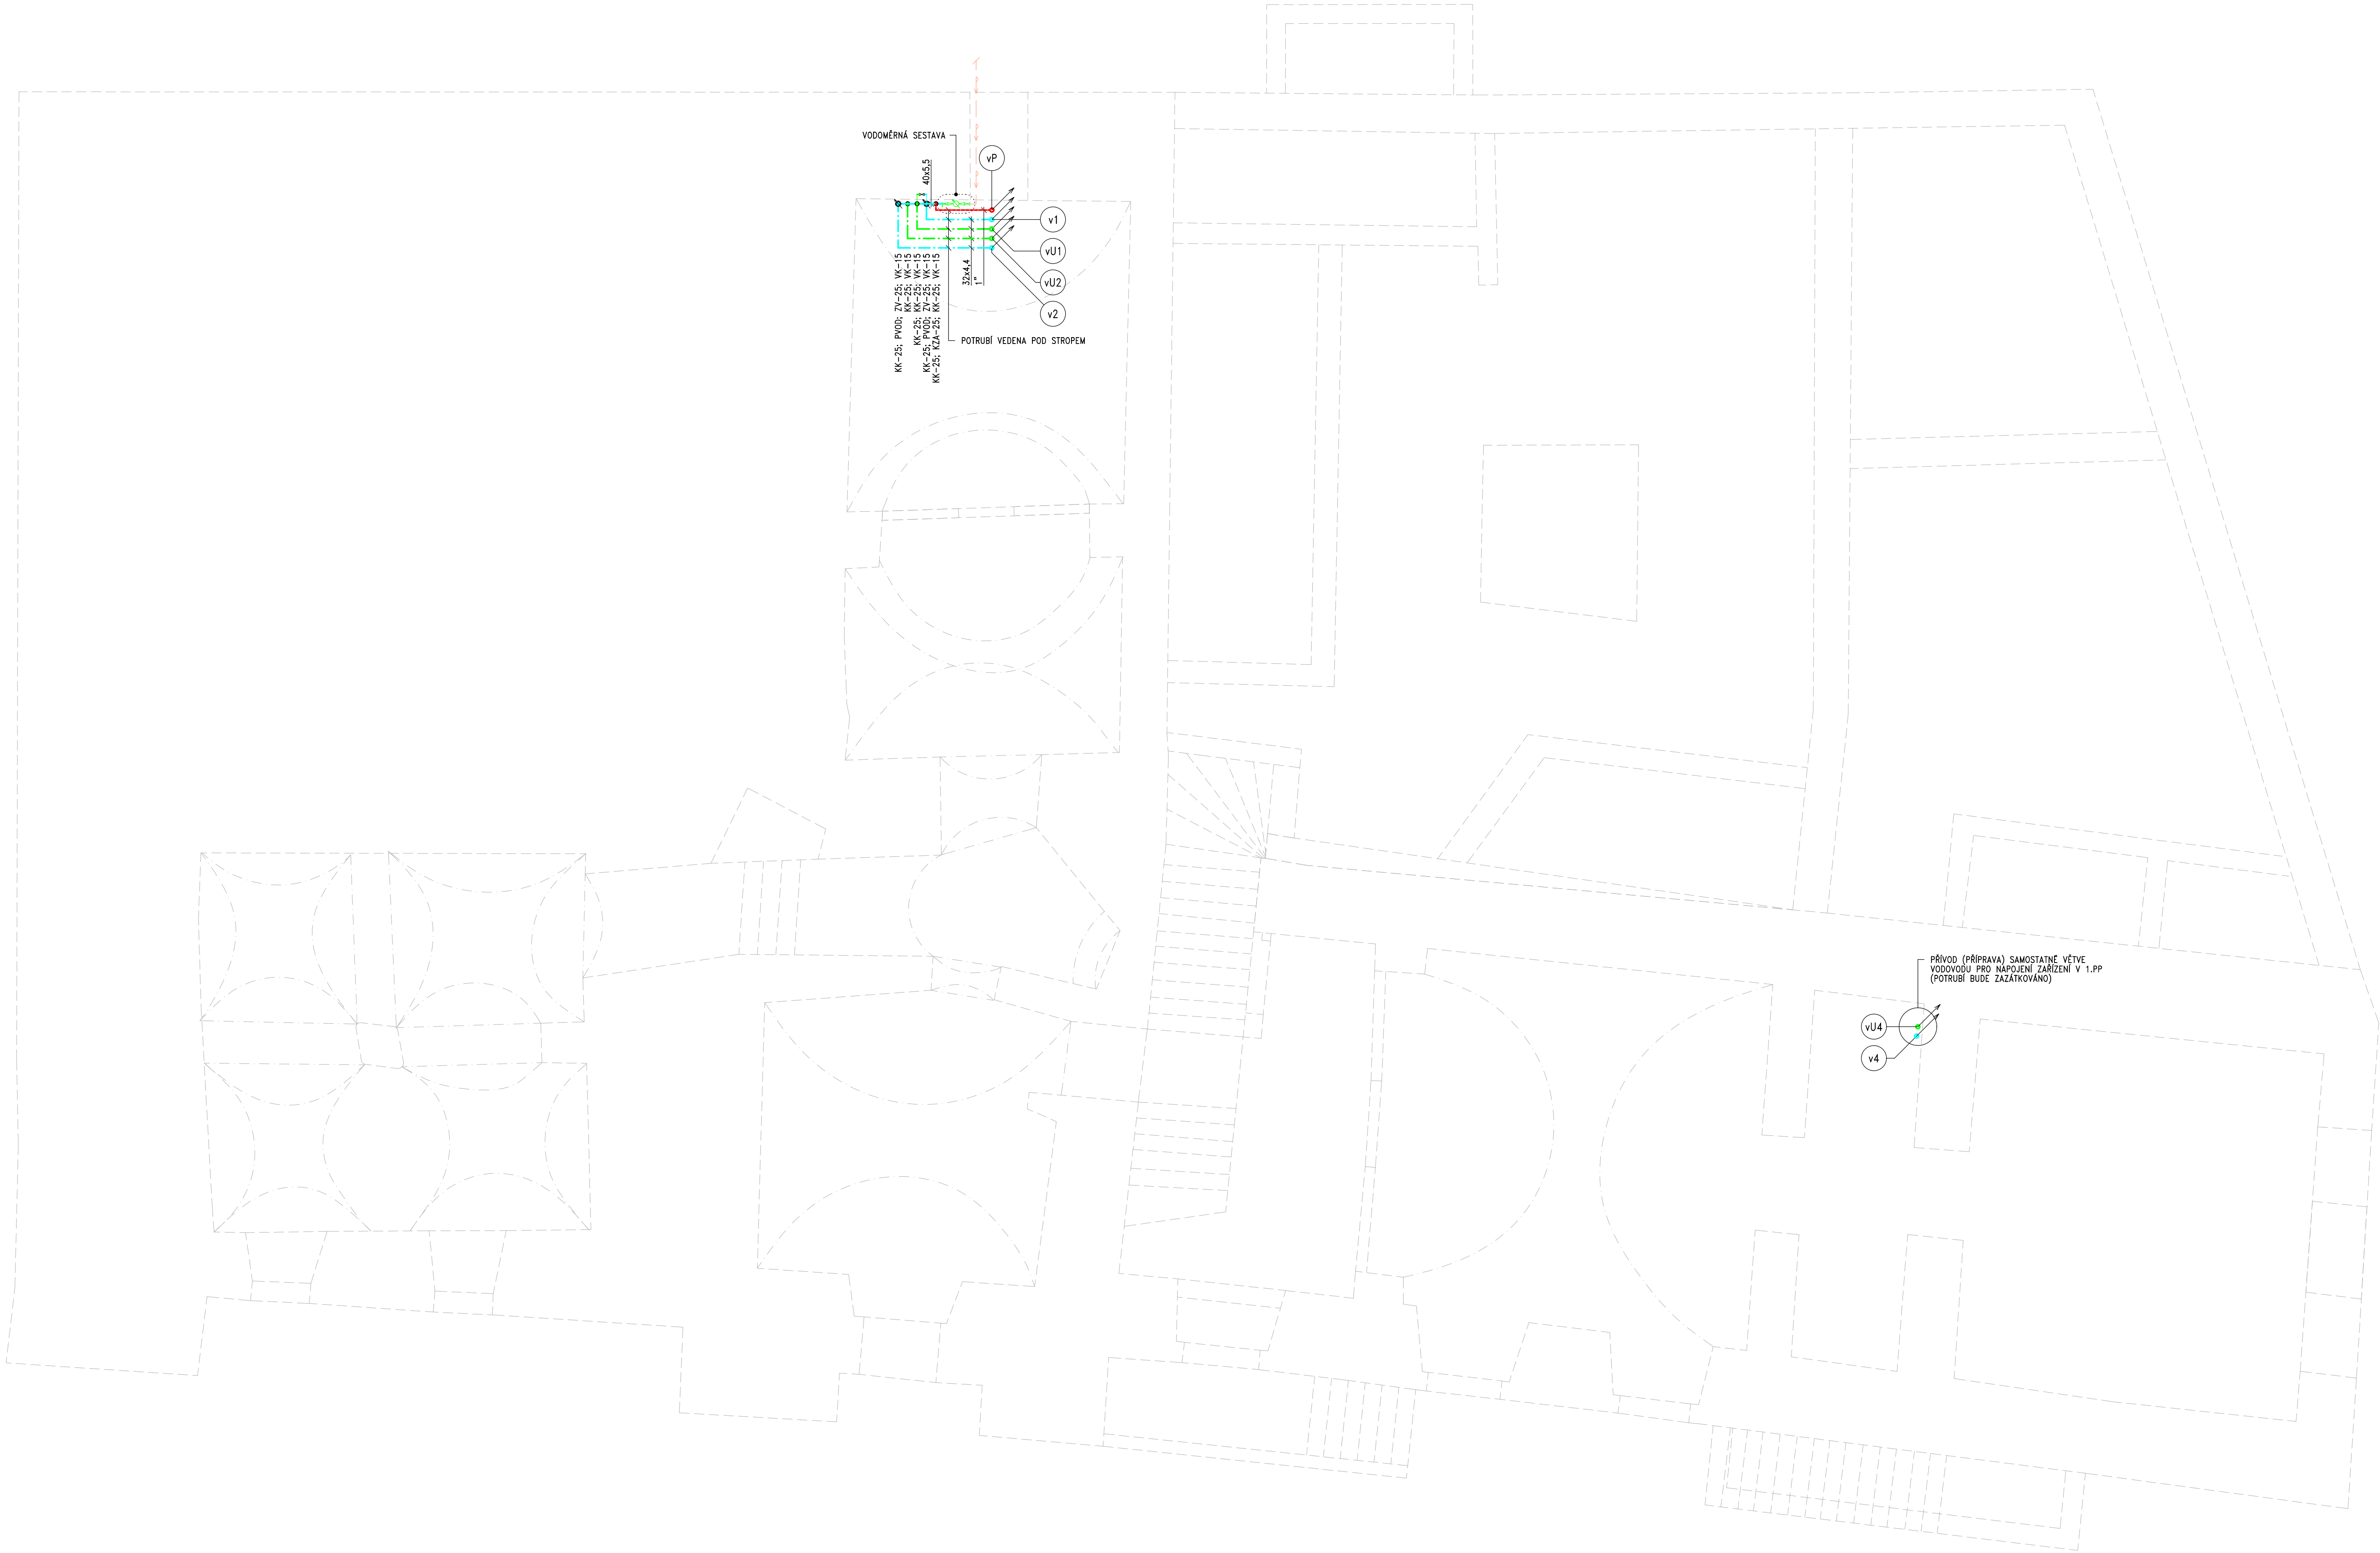 VODOMĚRNÁ SESTAVA
vP
40x5,5
v1
vU1
vU2
v2
32x4,4
1"
KK-25; PVOD; ZV-25; VK-15
KK-25; VK-15
KK-25; KK-25; VK-15
KK-25; PVOD; ZV-25; VK-15
KK-25; KZA-25; KK-25; VK-15
POTRUBÍ VEDENA POD STROPEM
PŘÍVOD (PŘÍPRAVA) SAMOSTATNÉ VĚTVE
VODOVODU PRO NAPOJENÍ ZAŘÍZENÍ V 1.PP
(POTRUBÍ BUDE ZAZÁTKOVÁNO)
vU4
v4